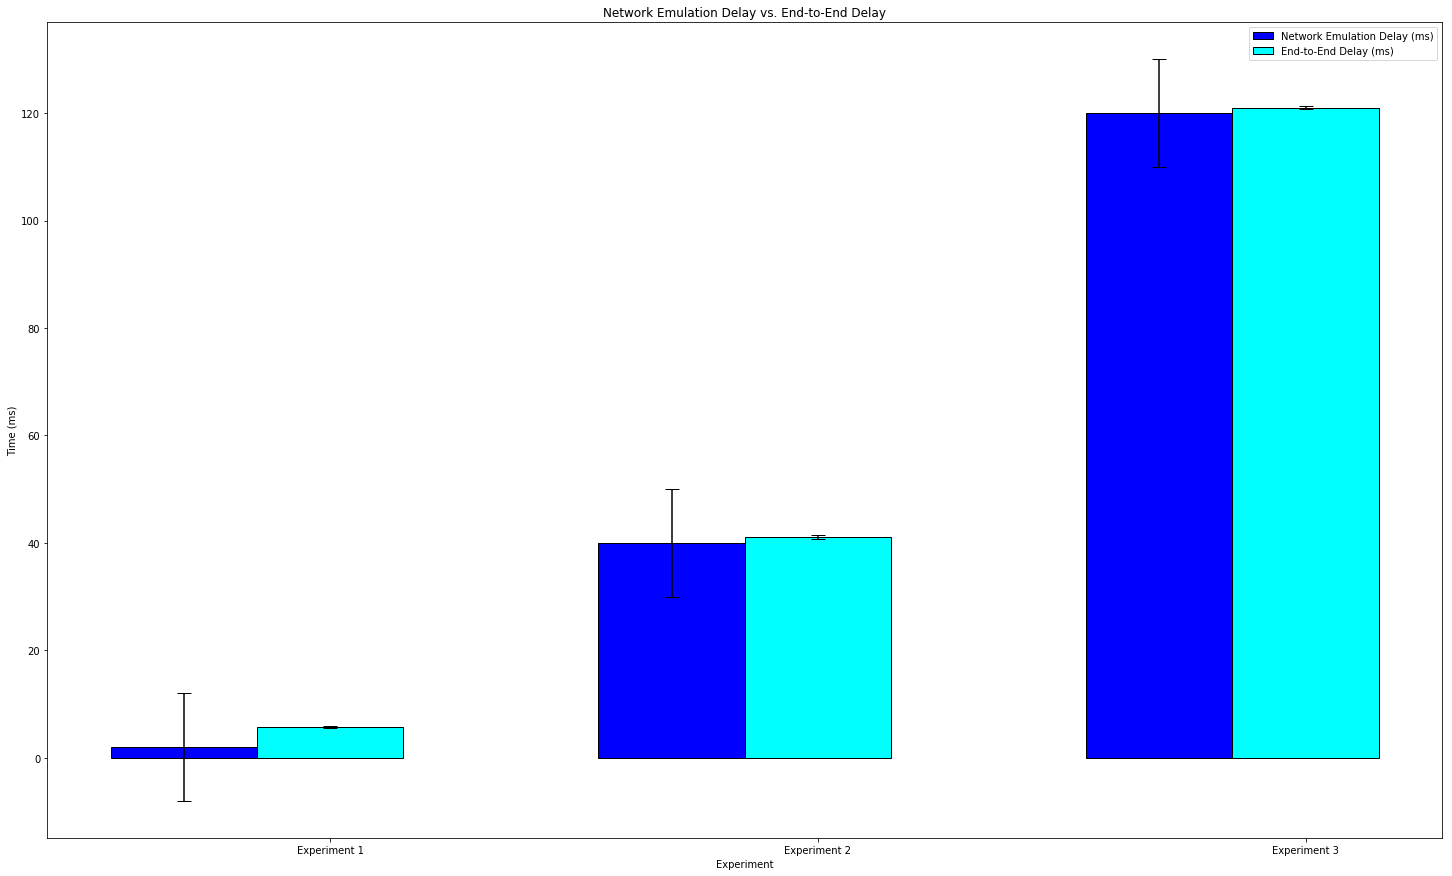 Network Emulation Delay vs. End-to-End Delay
Network Emulation Delay (ms)
End-to-End Delay (ms)
Time (ms)
120
100
80
60
40
20
0
Experiment 1
Experiment 2
Experiment 3
Experiment